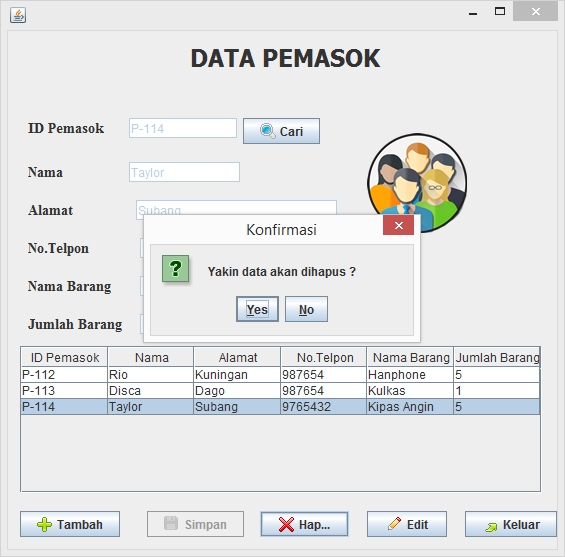 DATA PEMASOK
ID Pemasok P-114 Cari
Nama Taylor
Alamat Subang
No.Telpon
Nama Barang
Jumlah Barang
Konfirmasi
Yakin data akan dihapus ?
Yes No
ID Pemasok Nama Alamat No.Telpon Nama Barang Jumlah Barang
P-112 Rio Kuningan 987654 Hanphone 5
P-113 Disca Dago 987654 Kulkas 1
P-114 Taylor Subang 9765432 Kipas Angin 5
Tambah Simpan Hap... Edit Keluar